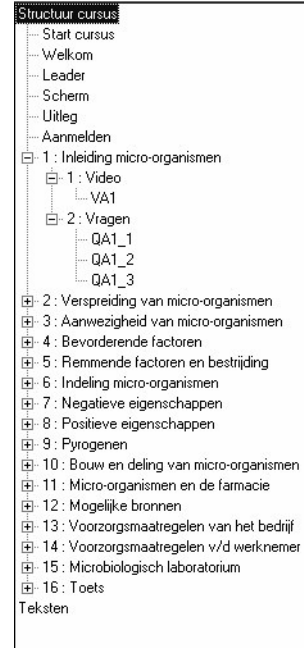 Structuur cursus
Start cursus
Welkom
Leader
Scherm
Uitleg
Aanmelden
1 : Inleiding micro-organismen
1 : Video
VA1
2 : Vragen
QA1_1
QA1_2
QA1_3
2 : Verspreiding van micro-organismen
3 : Aanwezigheid van micro-organismen
4 : Bevorderende factoren
5 : Remmende factoren en bestrijding
6 : Indeling micro-organismen
7 : Negatieve eigenschappen
8 : Positieve eigenschappen
9 : Pyrogenen
10 : Bouw en deling van micro-organismen
11 : Micro-organismen en de farmacie
12 : Mogelijke bronnen
13 : Voorzorgsmaatregelen van het bedrijf
14 : Voorzorgsmaatregelen v/d werknemer
15 : Microbiologisch laboratorium
16 : Toets
Teksten